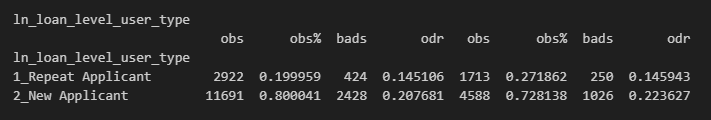 ln_loan_level_user_type
obs obs% bads odr obs obs% bads odr
ln_loan_level_user_type
1_Repeat Applicant 2922 0.199959 424 0.145106 1713 0.271862 250 0.145943
2_New Applicant 11691 0.800041 2428 0.207681 4588 0.728138 1026 0.223627